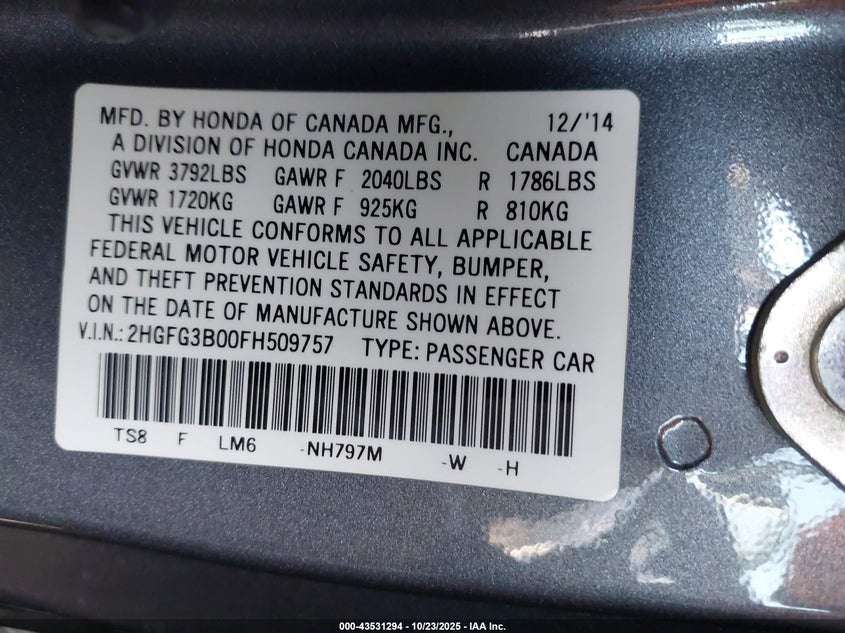 MFD. BY HONDA OF CANADA MFG., 12/'14
A DIVISION OF HONDA CANADA INC. CANADA
GVWR 3792LBS GAWR F 2040LBS R 1786LBS
GVWR 1720KG GAWR F 925KG R 810KG
THIS VEHICLE CONFORMS TO ALL APPLICABLE
FEDERAL MOTOR VEHICLE SAFETY, BUMPER,
AND THEFT PREVENTION STANDARDS IN EFFECT
ON THE DATE OF MANUFACTURE SHOWN ABOVE.
V.I.N.: 2HGFG3B00FH509757 TYPE: PASSENGER CAR
TS8 F LM6 -NH797M -W -H
000-43531294 - 10/23/2025 - IAA Inc.